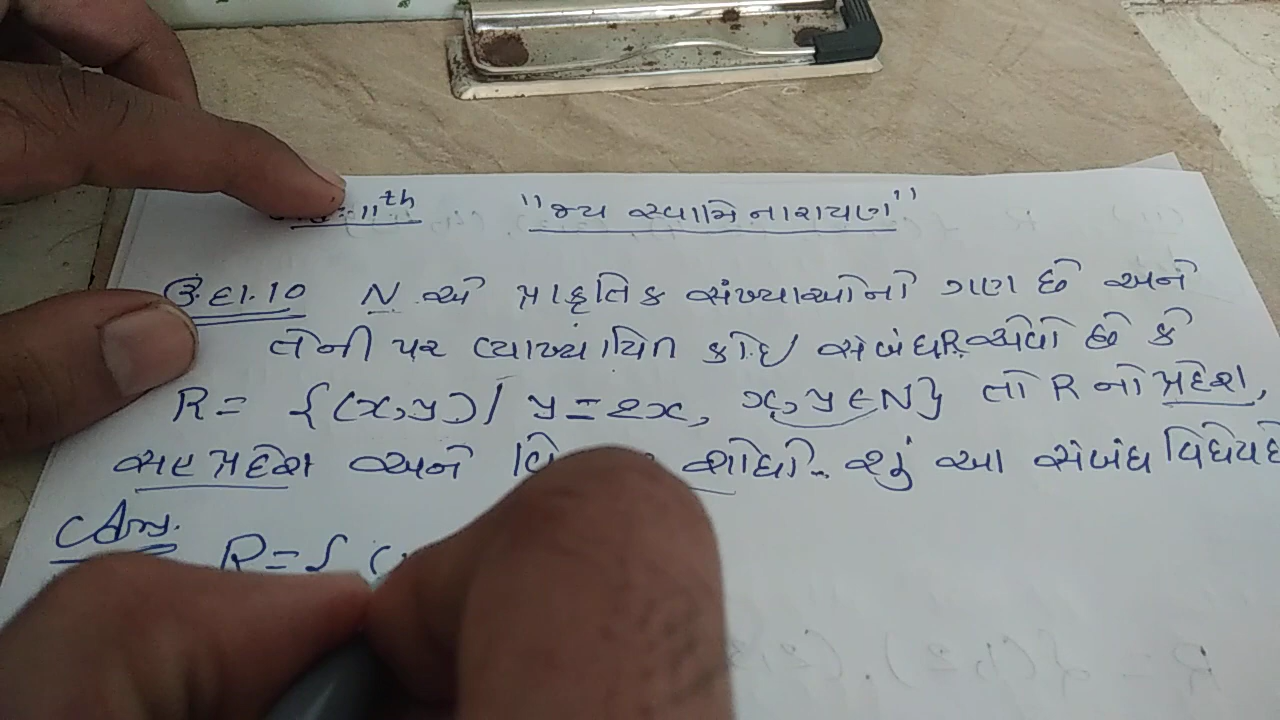 11th "જય સ્વામિનારાયણ"
ઉ.દા.10 N એ પ્રાકૃતિક સંખ્યાઓનો ગણ છે અને
તેની પર વ્યાખ્યાયિત કોઇ સંબંધ R એવો છે કે
R = {(x,y) / y = 2x, x,y ∈ N} તો R નો પ્રદેશ,
સહપ્રદેશ અને શોધો.. શું આ સંબંધ વિધેય છે
Ans. R = {(